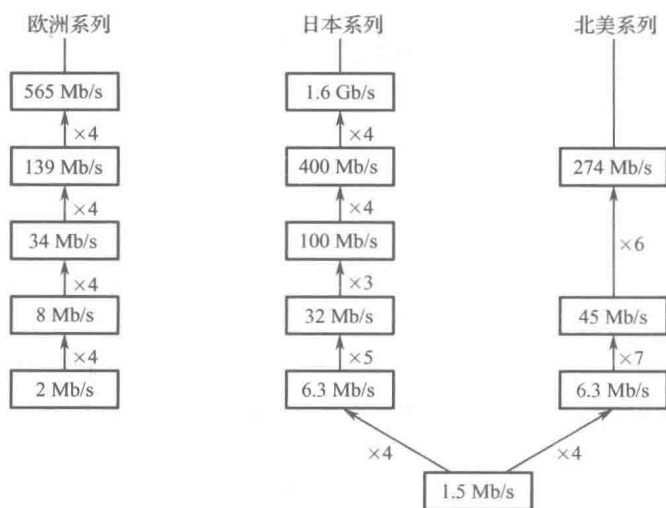 欧洲系列 日本系列 北美系列
565 Mb/s 1.6 Gb/s
×4 ×4
139 Mb/s 400 Mb/s 274 Mb/s
×4 ×4
34 Mb/s 100 Mb/s ×6
×4 ×3
8 Mb/s 32 Mb/s 45 Mb/s
×4 ×5 ×7
2 Mb/s 6.3 Mb/s 6.3 Mb/s
×4 ×4
1.5 Mb/s